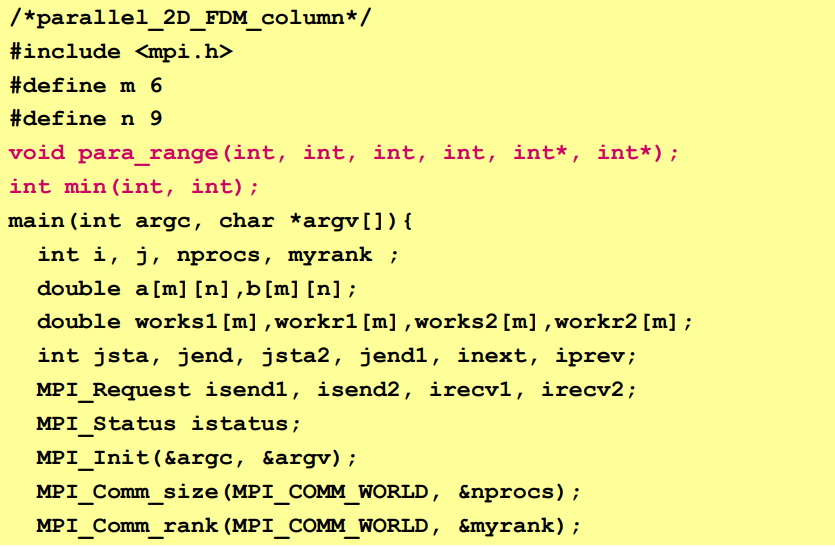 /*parallel_2D_FDM_column*/
#include <mpi.h>
#define m 6
#define n 9
void para_range(int, int, int, int, int*, int*);
int min(int, int);
main(int argc, char *argv[]){
  int i, j, nprocs, myrank ;
  double a[m][n],b[m][n];
  double works1[m],workr1[m],works2[m],workr2[m];
  int jsta, jend, jsta2, jend1, inext, iprev;
  MPI_Request isend1, isend2, irecv1, irecv2;
  MPI_Status istatus;
  MPI_Init(&argc, &argv);
  MPI_Comm_size(MPI_COMM_WORLD, &nprocs);
  MPI_Comm_rank(MPI_COMM_WORLD, &myrank);